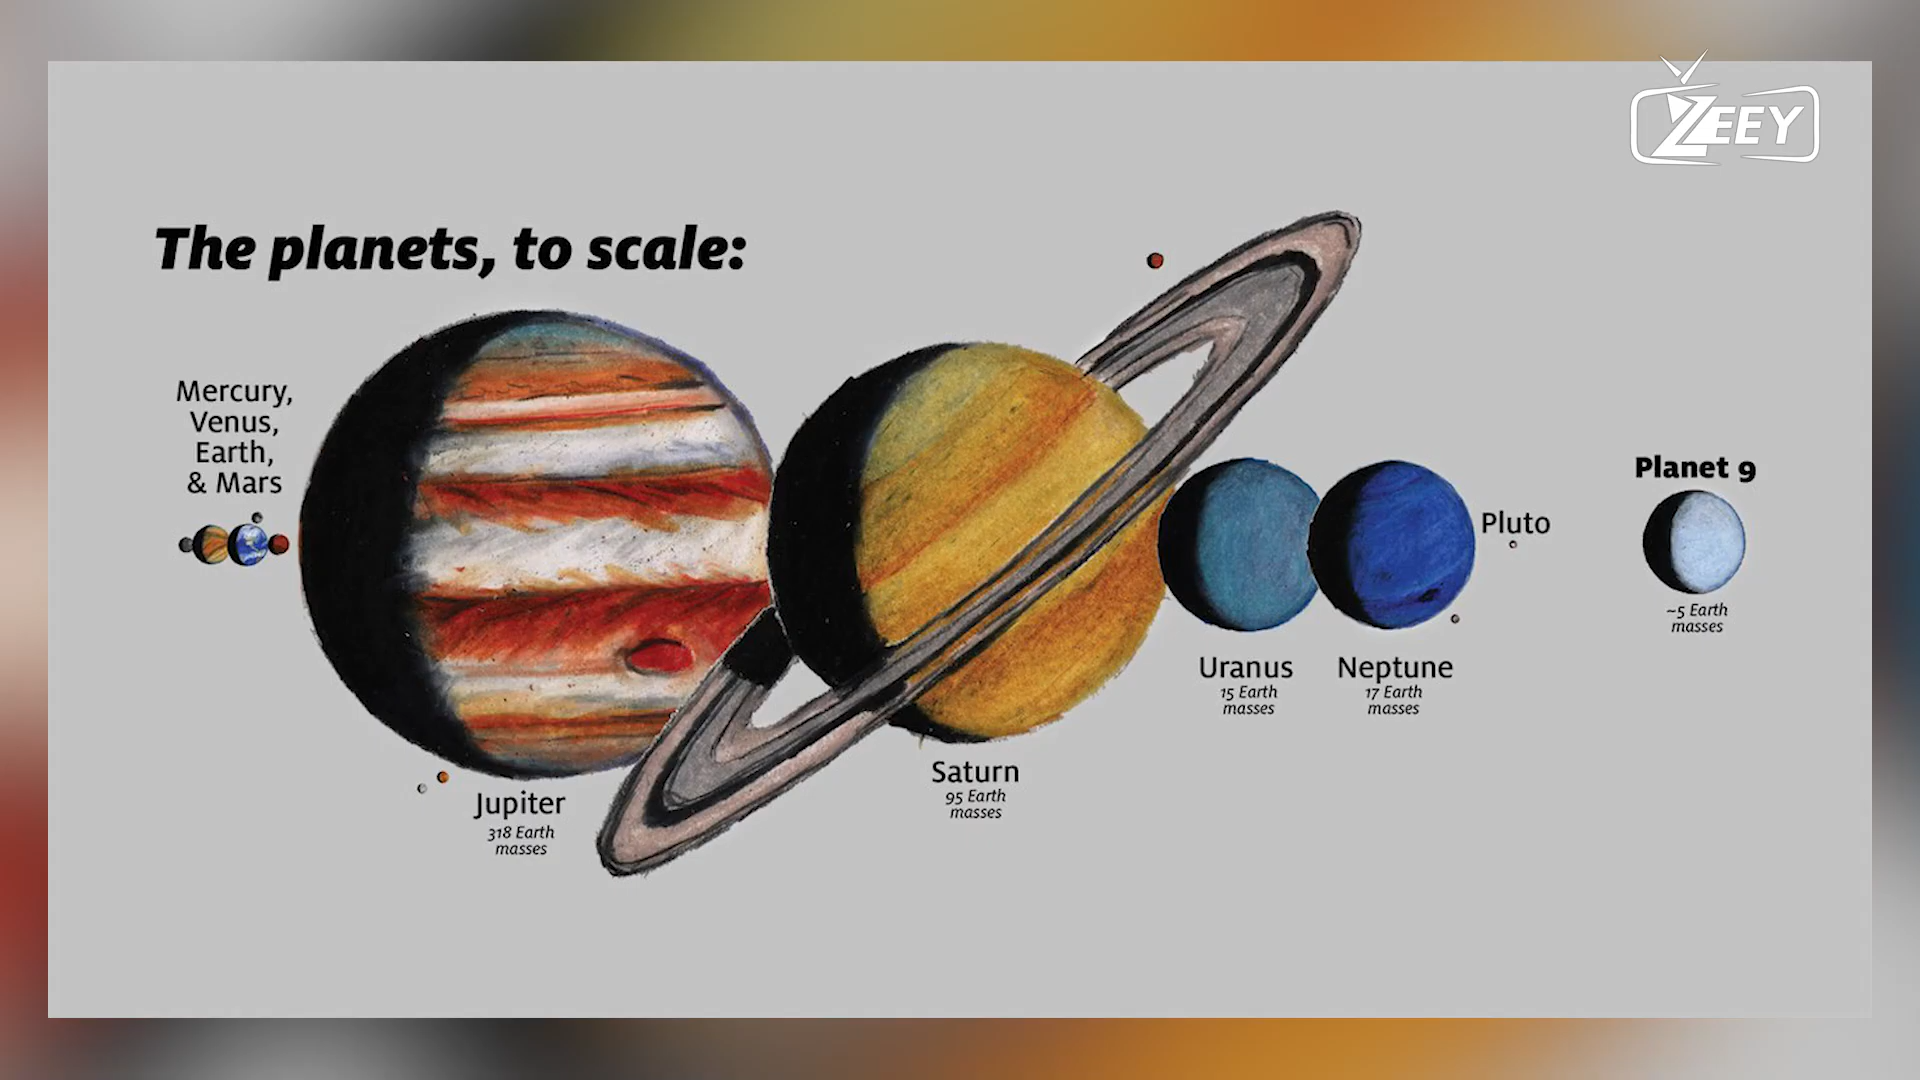 ZEEY
The planets, to scale:
Mercury,
Venus,
Earth,
& Mars
Jupiter
318 Earth
masses
Saturn
95 Earth
masses
Uranus
15 Earth
masses
Neptune
17 Earth
masses
Pluto
Planet 9
~5 Earth
masses